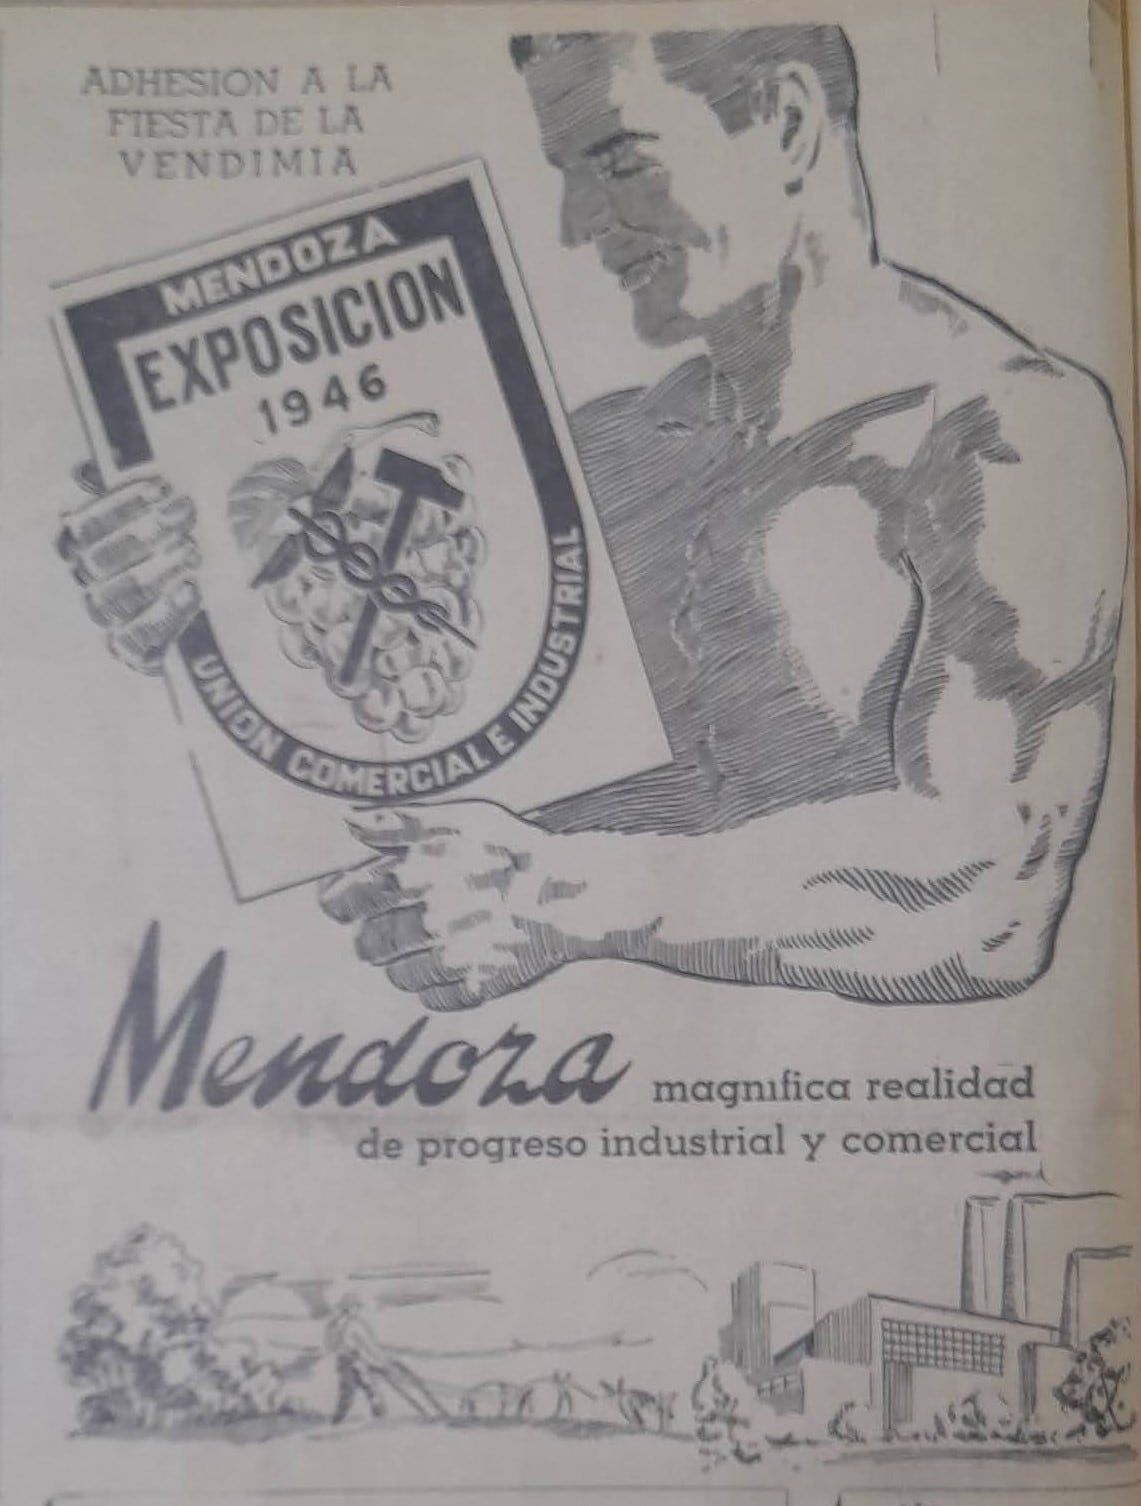 ADHESION A LA
FIESTA DE LA
VENDIMIA
MENDOZA
EXPOSICION
1946
UNION COMERCIAL E INDUSTRIAL
Mendoza magnifica realidad
de progreso industrial y comercial